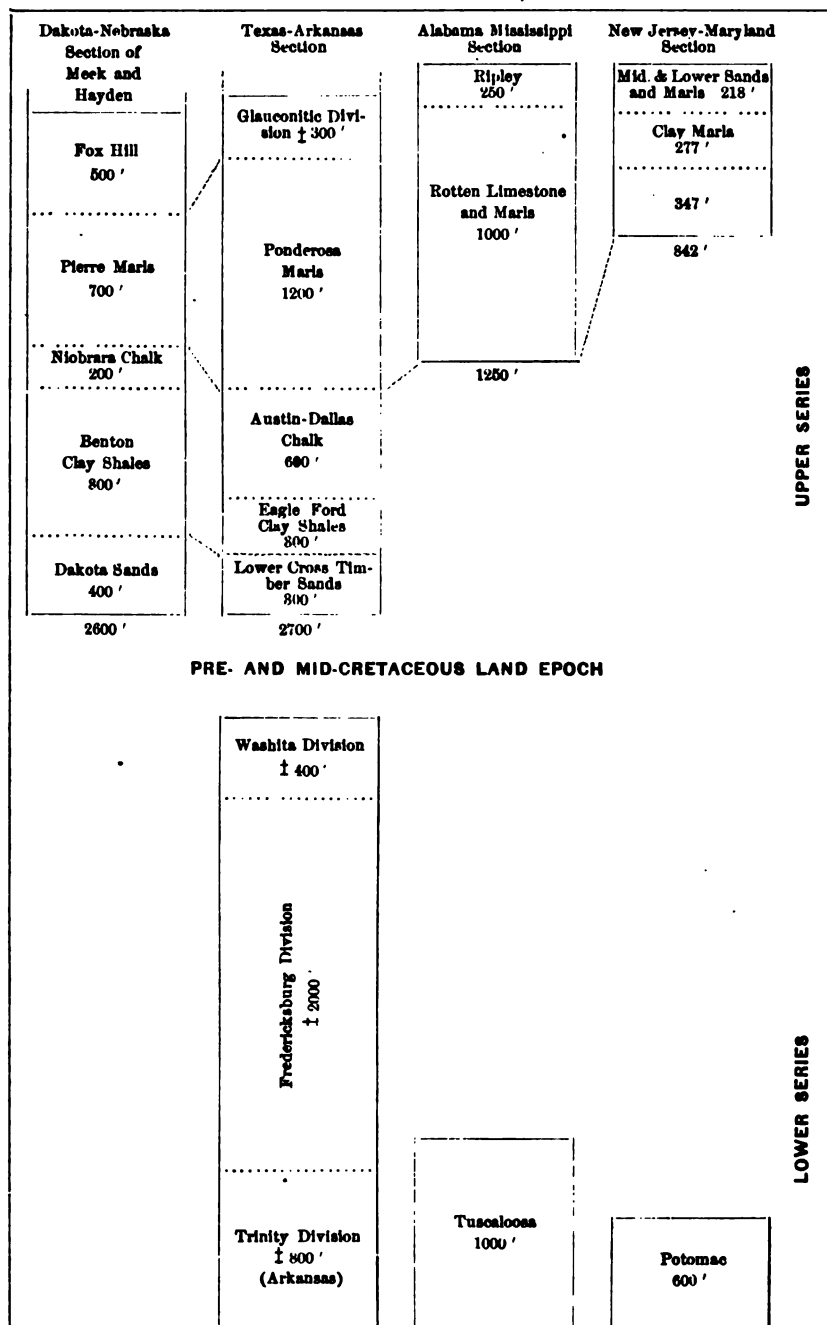 Dakota-Nebraska
Section of
Meek and
Hayden
Fox Hill
500 ′
Pierre Marls
700 ′
Niobrara Chalk
200 ′
Benton
Clay Shales
800 ′
Dakota Sands
400 ′
2600 ′
Texas-Arkansas
Section
Glauconitic Divi-
sion ‡ 300 ′
Ponderosa
Marls
1200 ′
Austin-Dallas
Chalk
600 ′
Eagle Ford
Clay Shales
300 ′
Lower Cross Tim-
ber Sands
300 ′
2700 ′
Alabama Mississippi
Section
Ripley
250 ′
Rotten Limestone
and Marls
1000 ′
1250 ′
New Jersey-Maryland
Section
Mid. & Lower Sands
and Marls 218 ′
Clay Marls
277 ′
347 ′
842 ′
UPPER SERIES
PRE- AND MID-CRETACEOUS LAND EPOCH
Washita Division
‡ 400 ′
Fredericksburg Division
‡ 2000 ′
Trinity Division
‡ 800 ′
(Arkansas)
Tuscaloosa
1000 ′
Potomac
600 ′
LOWER SERIES